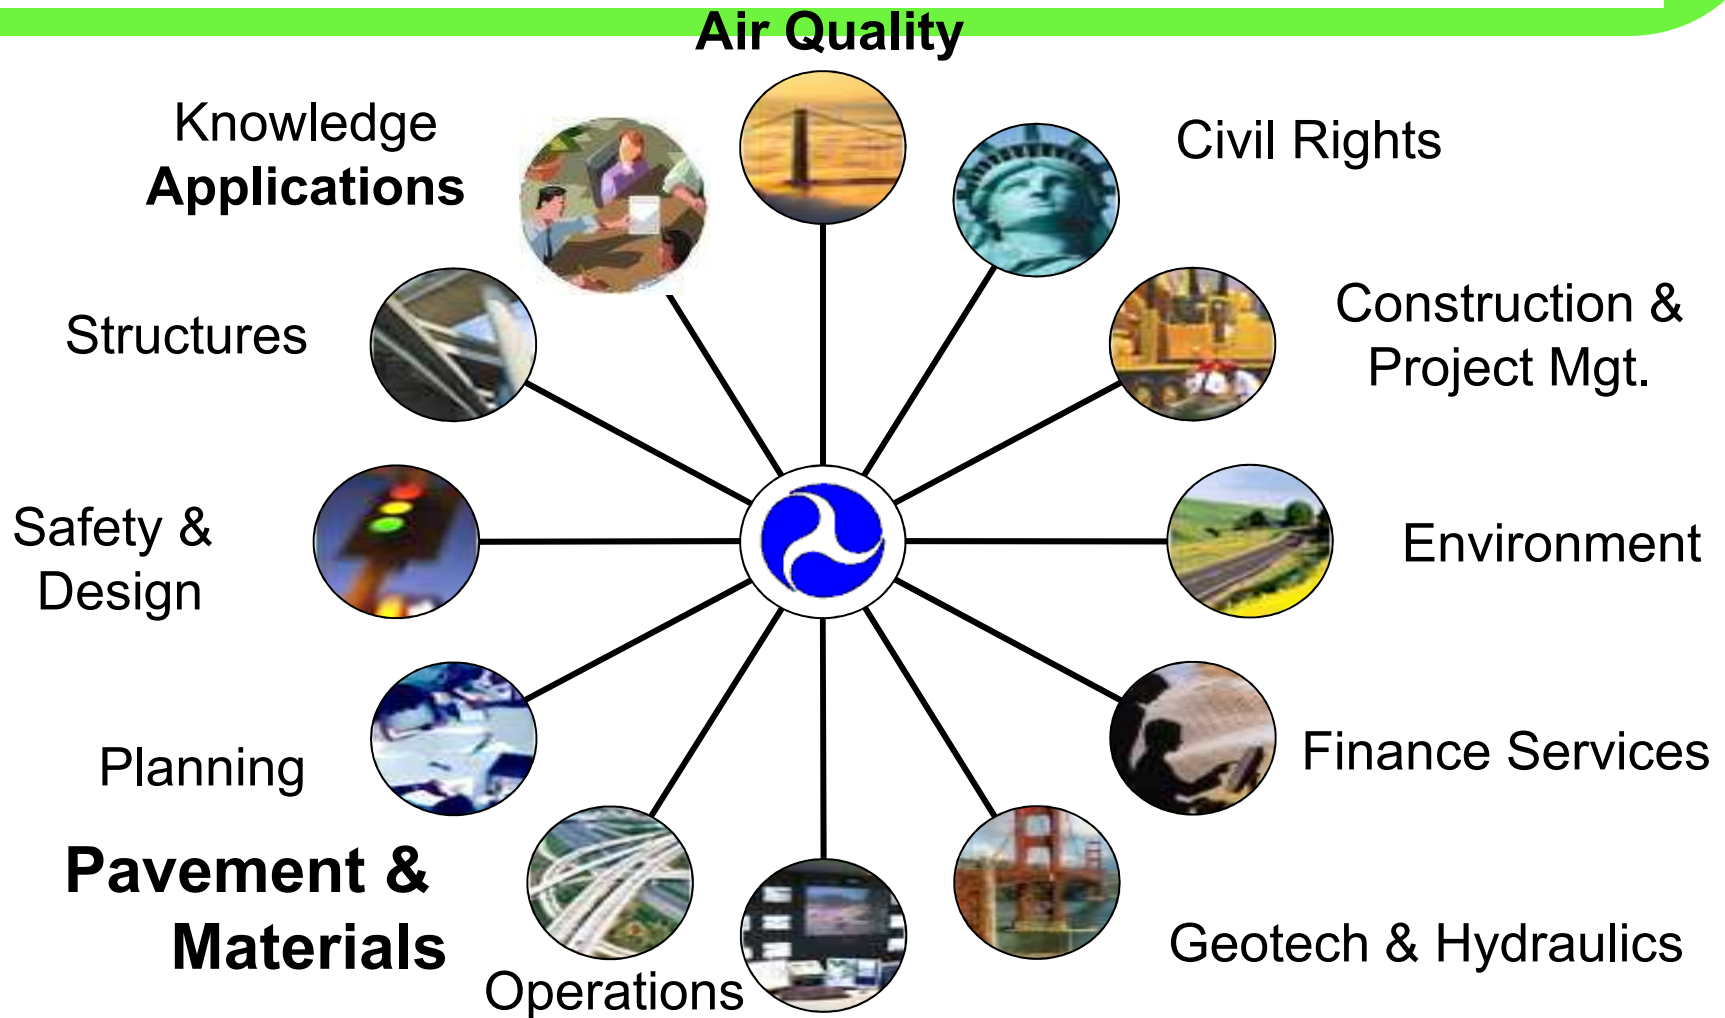 Air Quality
Knowledge
Applications
Civil Rights
Structures
Construction &
Project Mgt.
Safety &
Design
Environment
Planning
Finance Services
Pavement &
Materials
Geotech & Hydraulics
Operations